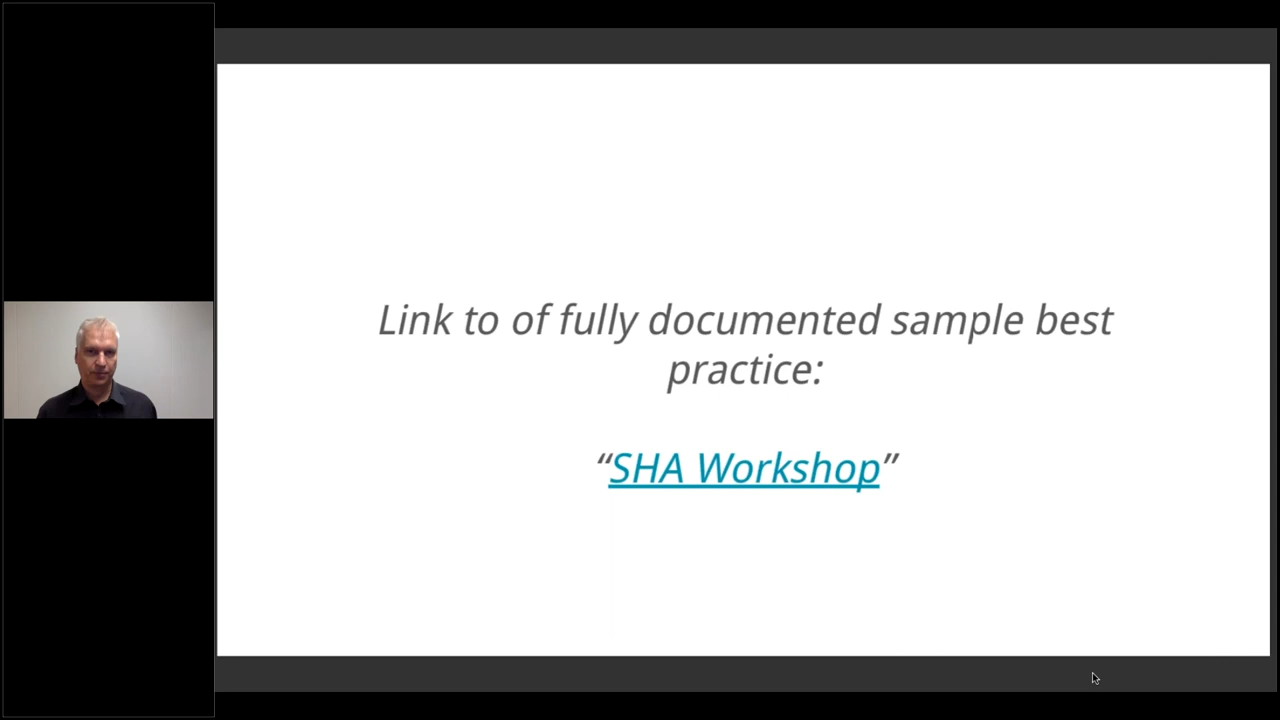 Link to of fully documented sample best
practice:
“SHA Workshop”